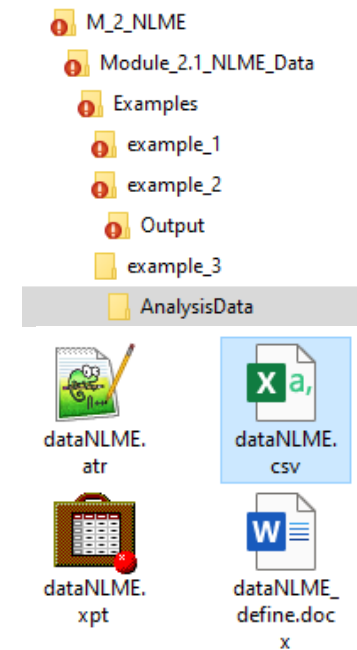 M_2_NLME
Module_2.1_NLME_Data
Examples
example_1
example_2
Output
example_3
AnalysisData
X a,
dataNLME.
atr
dataNLME.
csv
W
dataNLME.
xpt
dataNLME_
define.doc
x